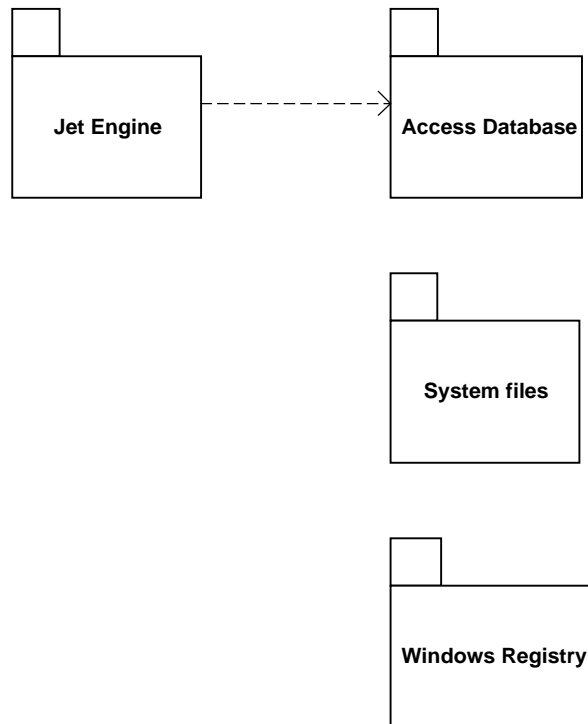 Jet Engine
Access Database
System files
Windows Registry